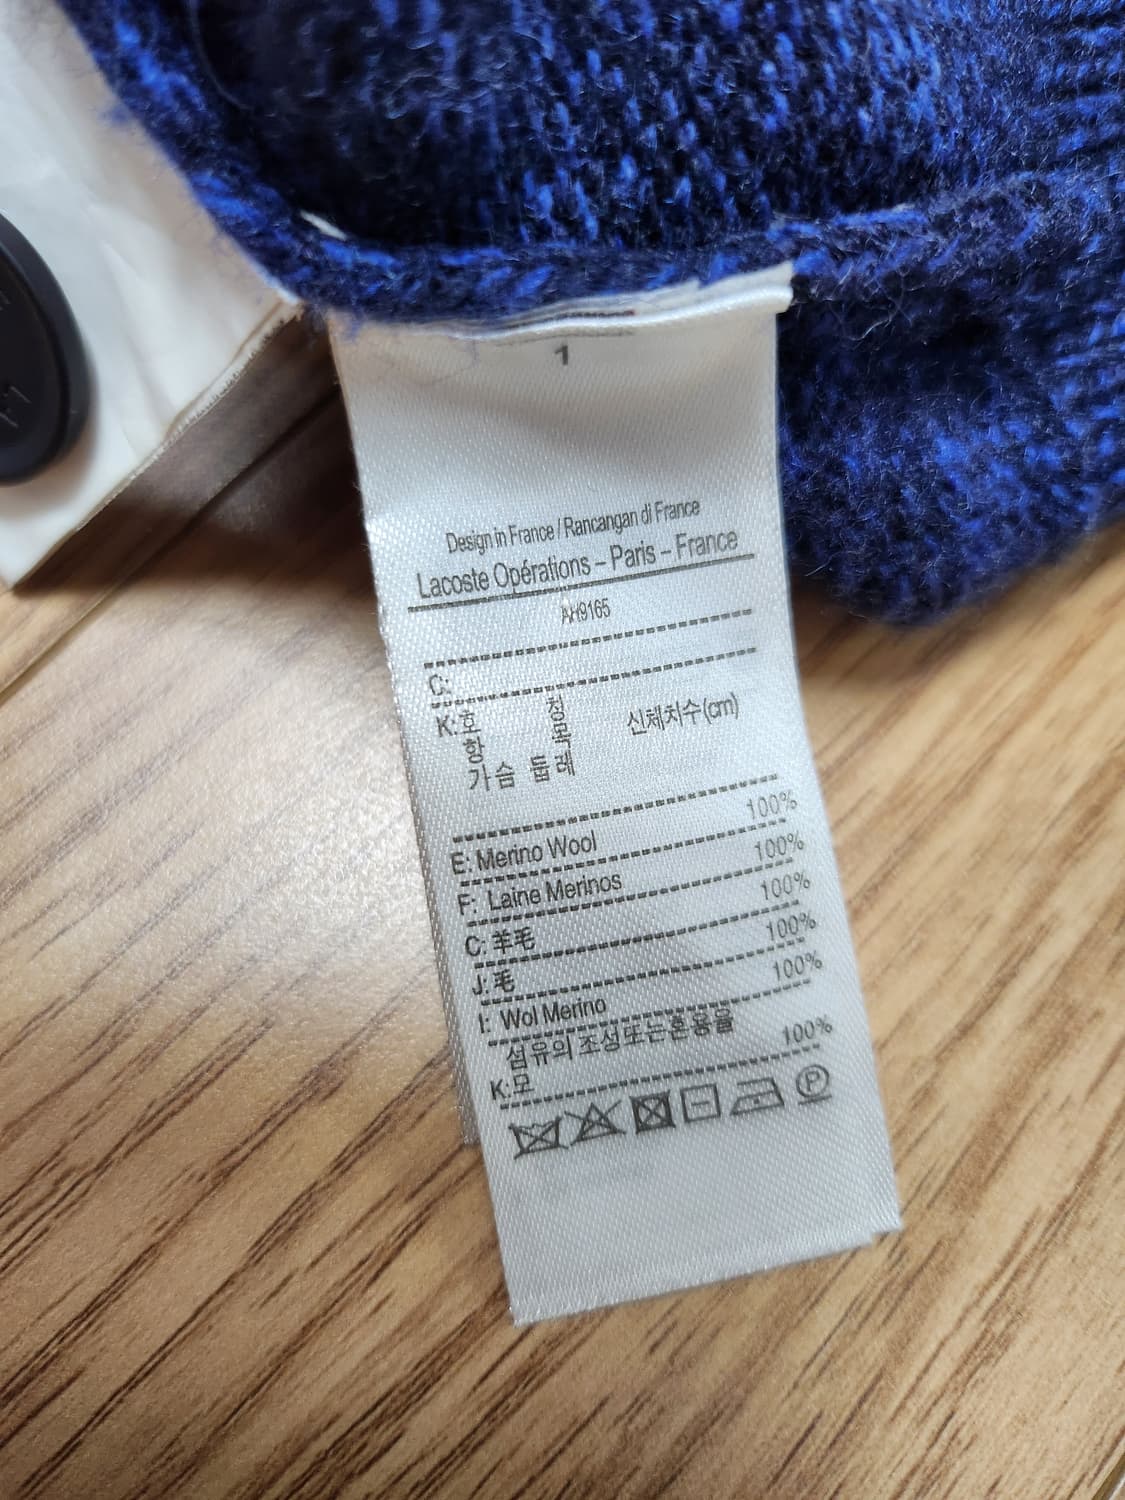 1
Design in France / Rancangan di France
Lacoste Opérations – Paris – France
AH9165
C:
K: 호항 칭목 신체치수(cm)
가슴 둘레
E: Merino Wool 100%
F: Laine Merinos 100%
C: 羊毛 100%
J: 毛 100%
I: Wol Merino 100%
섬유의 조성또는혼용율
K: 모 100%
P